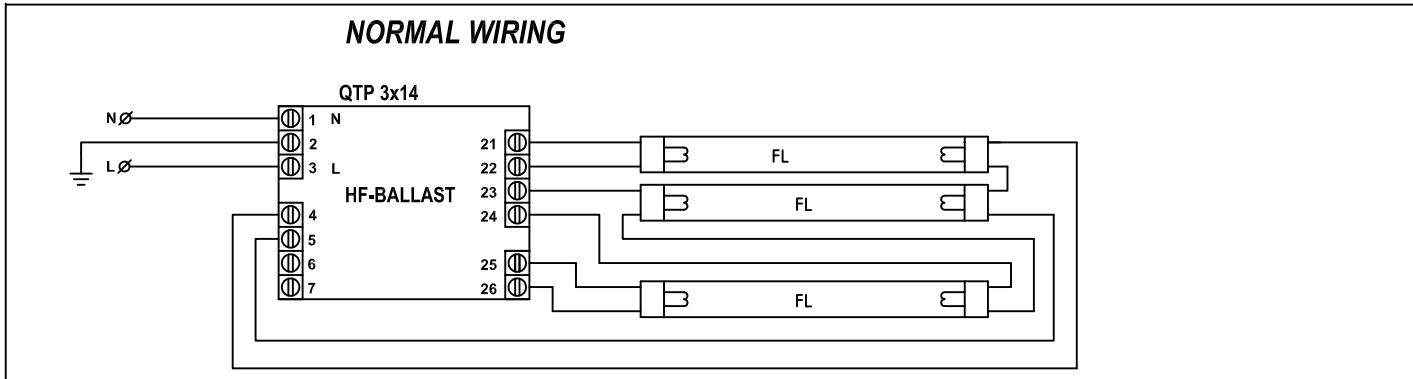 NORMAL WIRING
QTP 3x14
N
1 N
2
L
3 L
HF-BALLAST
4
5
6
7
21
22
23
24
25
26
FL
FL
FL